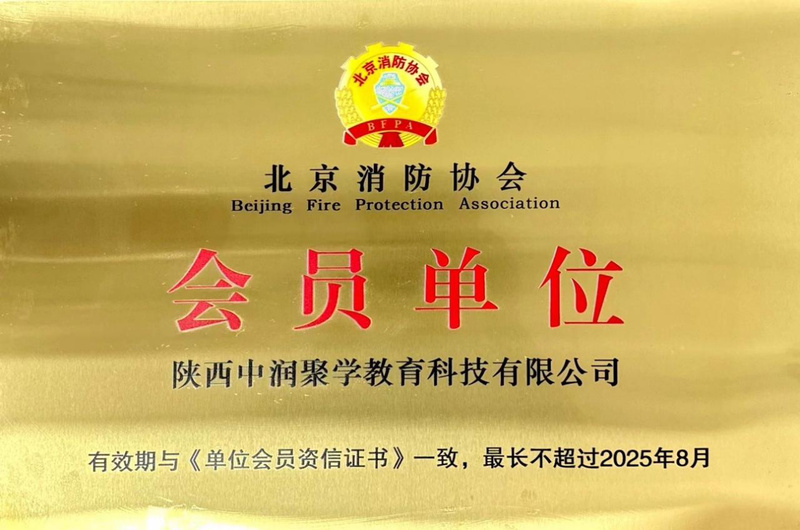 北京消防协会
BFPA
北京消防协会
Beijing Fire Protection Association
会员单位
陕西中润聚学教育科技有限公司
有效期与《单位会员资信证书》一致，最长不超过2025年8月